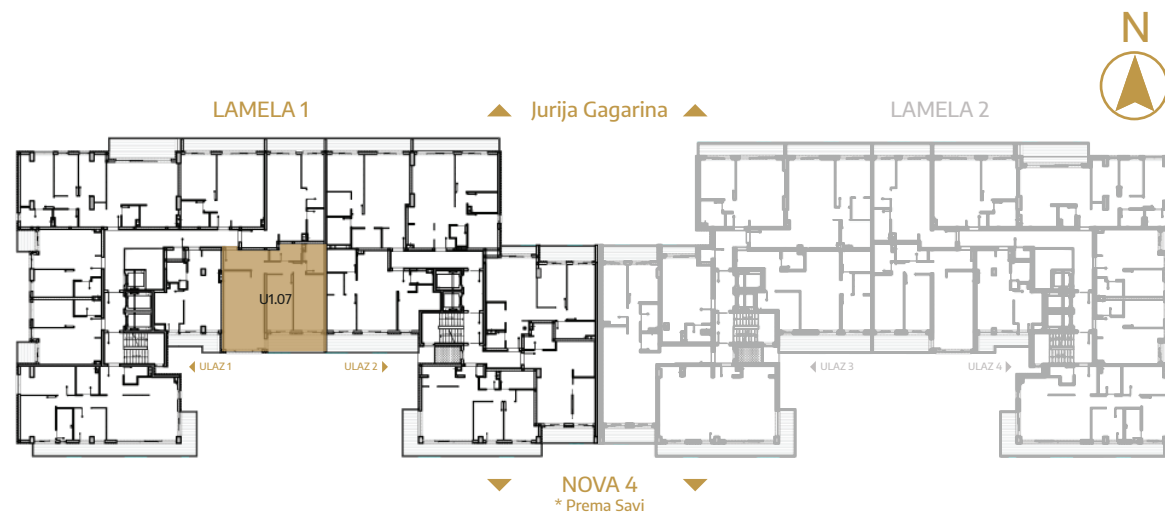 N
LAMELA 1
Jurija Gagarina
LAMELA 2
U1.07
ULAZ 1
ULAZ 2
ULAZ 3
ULAZ 4
NOVA 4
* Prema Savi